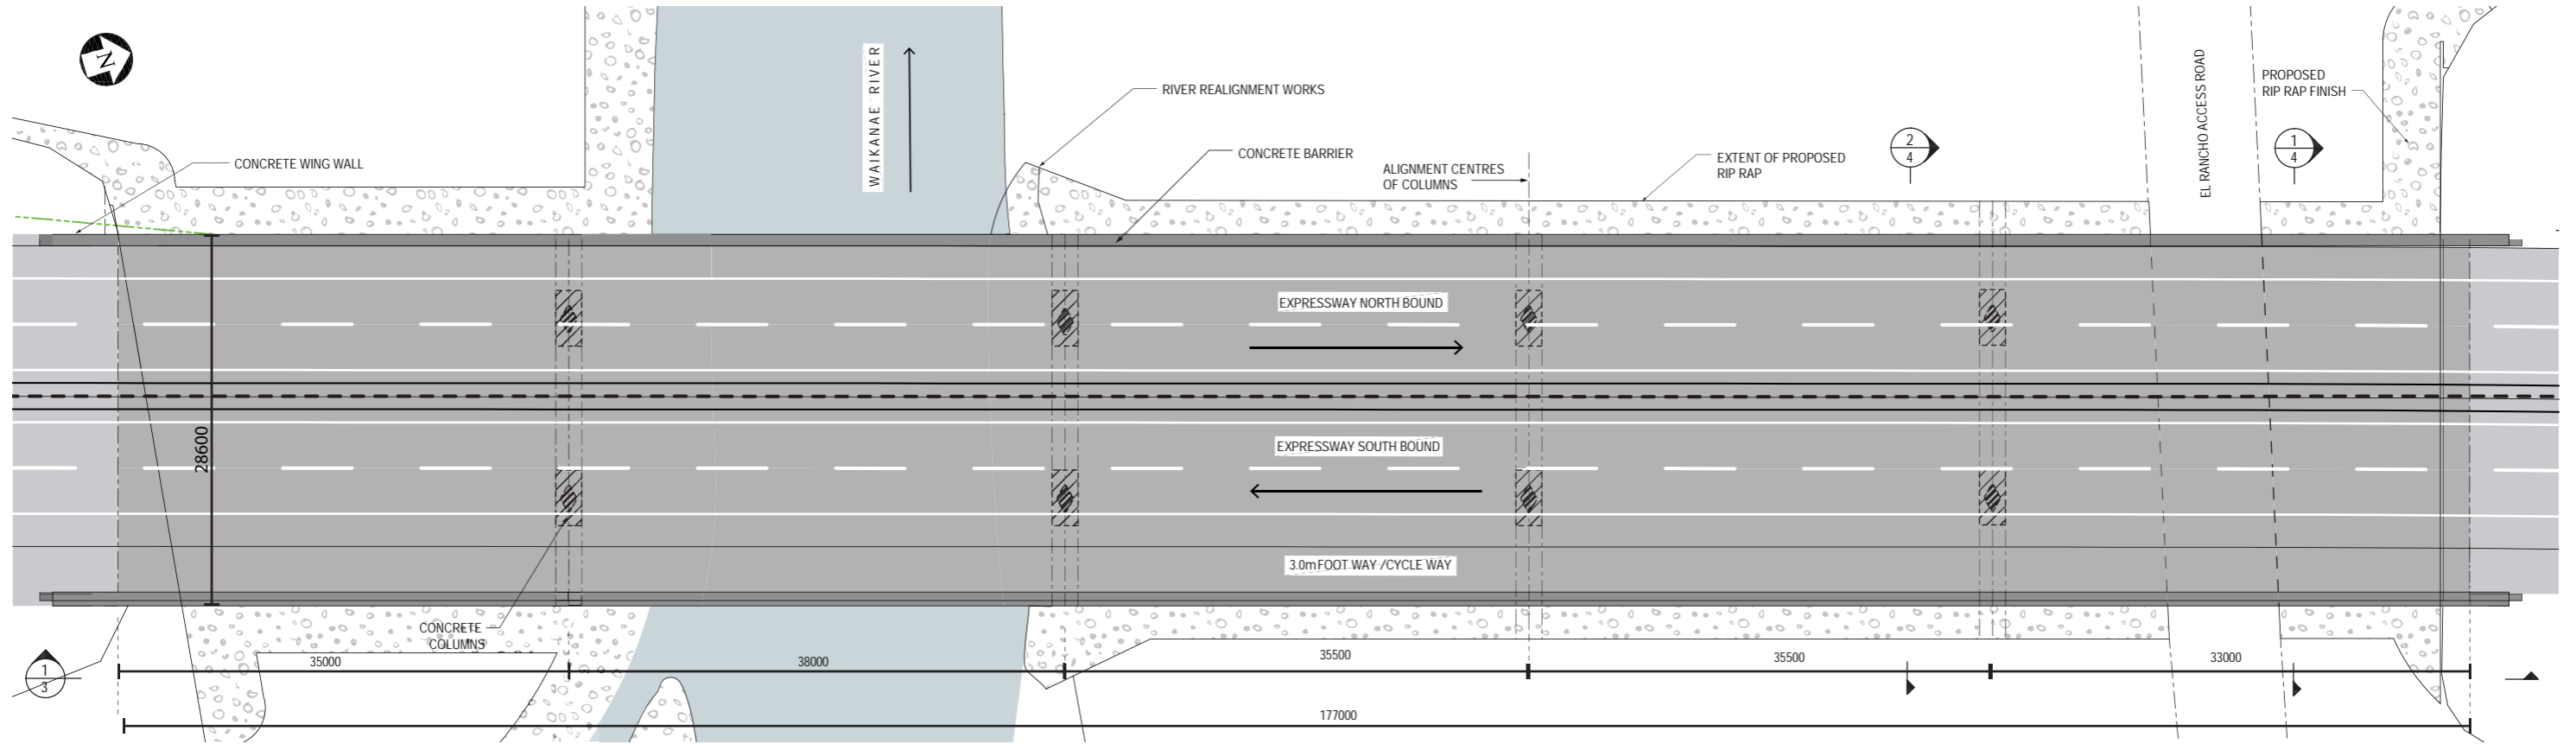 N
WAIKANAE RIVER
RIVER REALIGNMENT WORKS
CONCRETE WING WALL
CONCRETE BARRIER
ALIGNMENT CENTRES
OF COLUMNS
EXTENT OF PROPOSED
RIP RAP
2
4
EL RANCHO ACCESS ROAD
1
4
PROPOSED
RIP RAP FINISH
EXPRESSWAY NORTH BOUND
28600
EXPRESSWAY SOUTH BOUND
3.0m FOOT WAY /CYCLE WAY
CONCRETE
COLUMNS
1
3
35000
38000
35500
35500
33000
177000